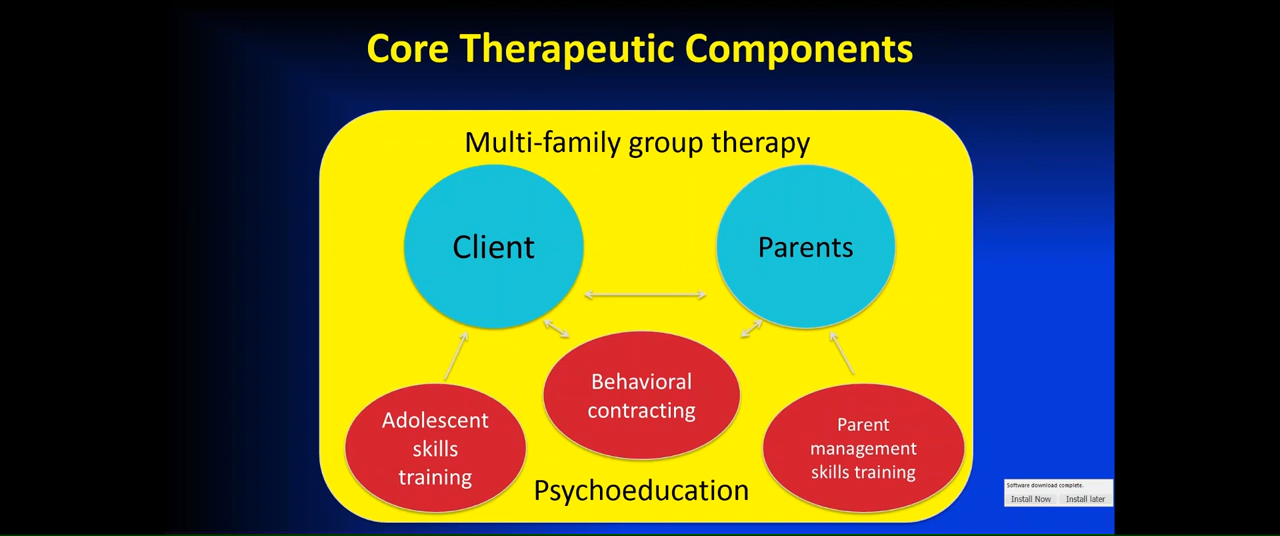 Core Therapeutic Components
Multi-family group therapy
Client
Parents
Behavioral
contracting
Adolescent
skills
training
Parent
management
skills training
Psychoeducation
Software download complete.
Install Now
Install later